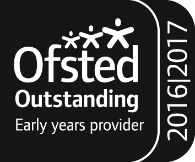 Ofsted
Outstanding
Early years provider
2016|2017